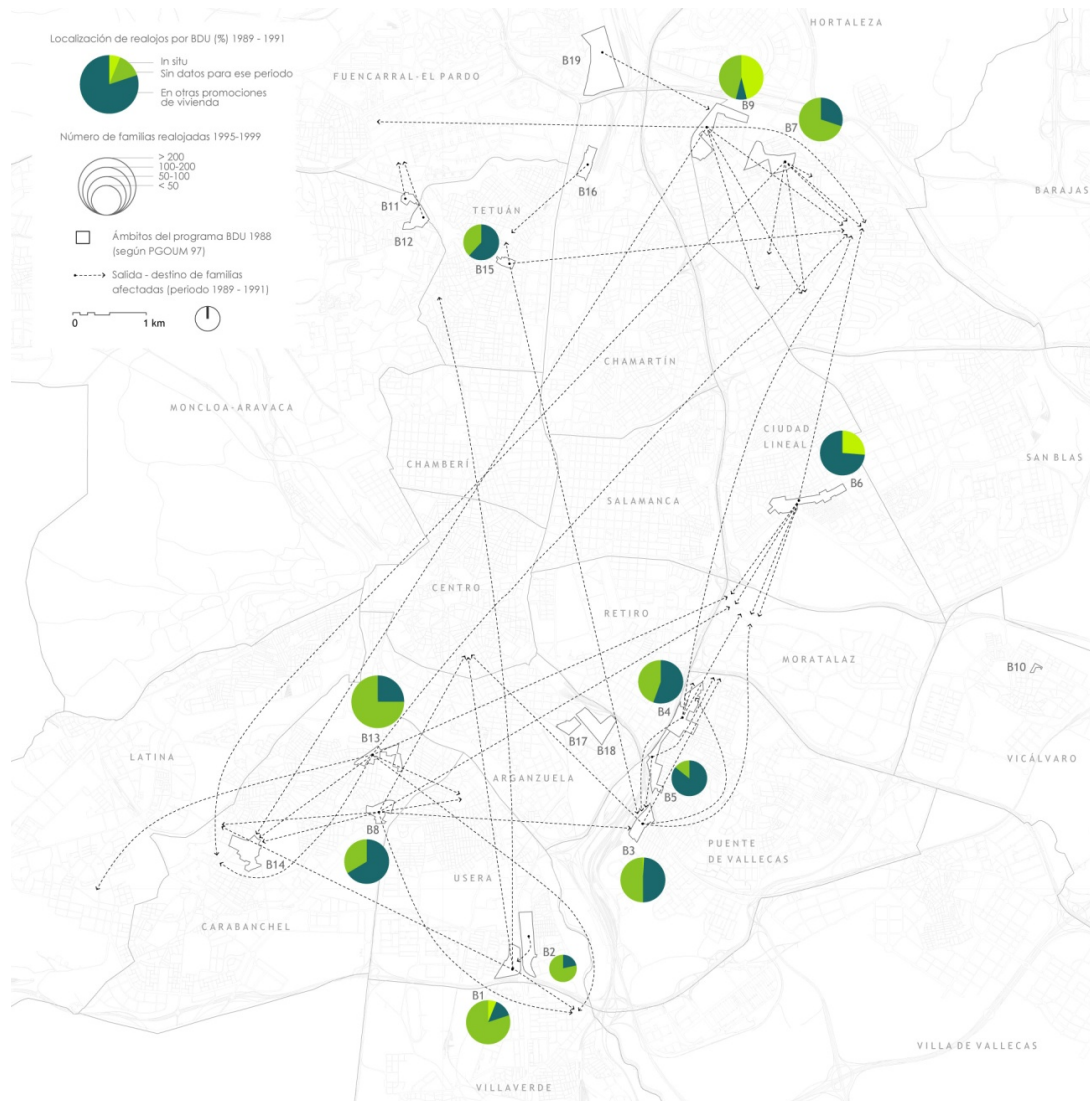 Localización de realojos por BDU (%) 1989 - 1991
In situ
Sin datos para ese periodo
En otras promociones
de vivienda
Número de familias realojadas 1995-1999
> 200
100-200
50-100
< 50
Ámbitos del programa BDU 1988
(según PGOUM 97)
Salida - destino de familias
afectadas (periodo 1989 - 1991)
0 1 km
HORTALEZA
B19
FUENCARRAL-EL PARDO
B9
B7
B16
BARAJAS
B11
TETUÁN
B12
B15
CHAMARTÍN
MONCLOA-ARAVACA
CIUDAD
LINEAL
SAN BLAS
CHAMBERÍ
B6
SALAMANCA
CENTRO
RETIRO
MORATALAZ
B10
B4
B13
B17
B18
LATINA
VICÁLVARO
ARGANZUELA
B5
B8
B3
PUENTE
DE VALLECAS
B14
USERA
CARABANCHEL
B2
B1
VILLA DE VALLECAS
VILLAVERDE